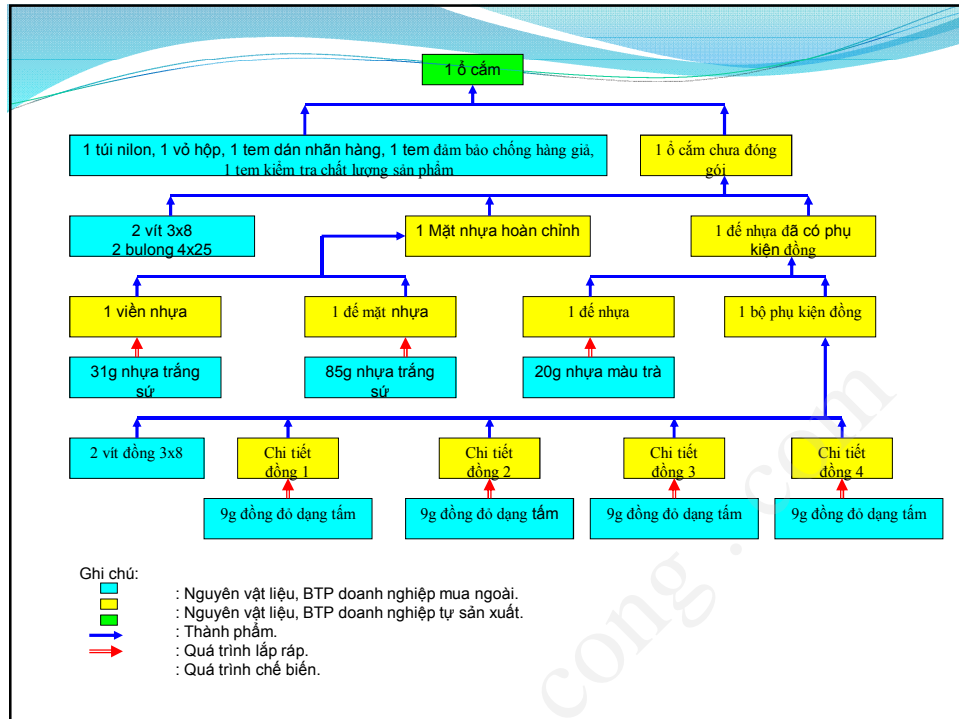 1 ổ cắm
1 túi nilon, 1 vỏ hộp, 1 tem dán nhãn hàng, 1 tem đảm bảo chống hàng giả,
1 tem kiểm tra chất lượng sản phẩm
1 ổ cắm chưa đóng
gói
2 vít 3x8
2 bulong 4x25
1 Mặt nhựa hoàn chỉnh
1 đế nhựa đã có phụ
kiện đồng
1 viền nhựa
1 đế mặt nhựa
1 đế nhựa
1 bộ phụ kiện đồng
31g nhựa trắng
sứ
85g nhựa trắng
sứ
20g nhựa màu trà
2 vít đồng 3x8
Chi tiết
đồng 1
Chi tiết
đồng 2
Chi tiết
đồng 3
Chi tiết
đồng 4
9g đồng đỏ dạng tấm
9g đồng đỏ dạng tấm
9g đồng đỏ dạng tấm
9g đồng đỏ dạng tấm
Ghi chú:
: Nguyên vật liệu, BTP doanh nghiệp mua ngoài.
: Nguyên vật liệu, BTP doanh nghiệp tự sản xuất.
: Thành phẩm.
: Quá trình lắp ráp.
: Quá trình chế biến.
cong . com